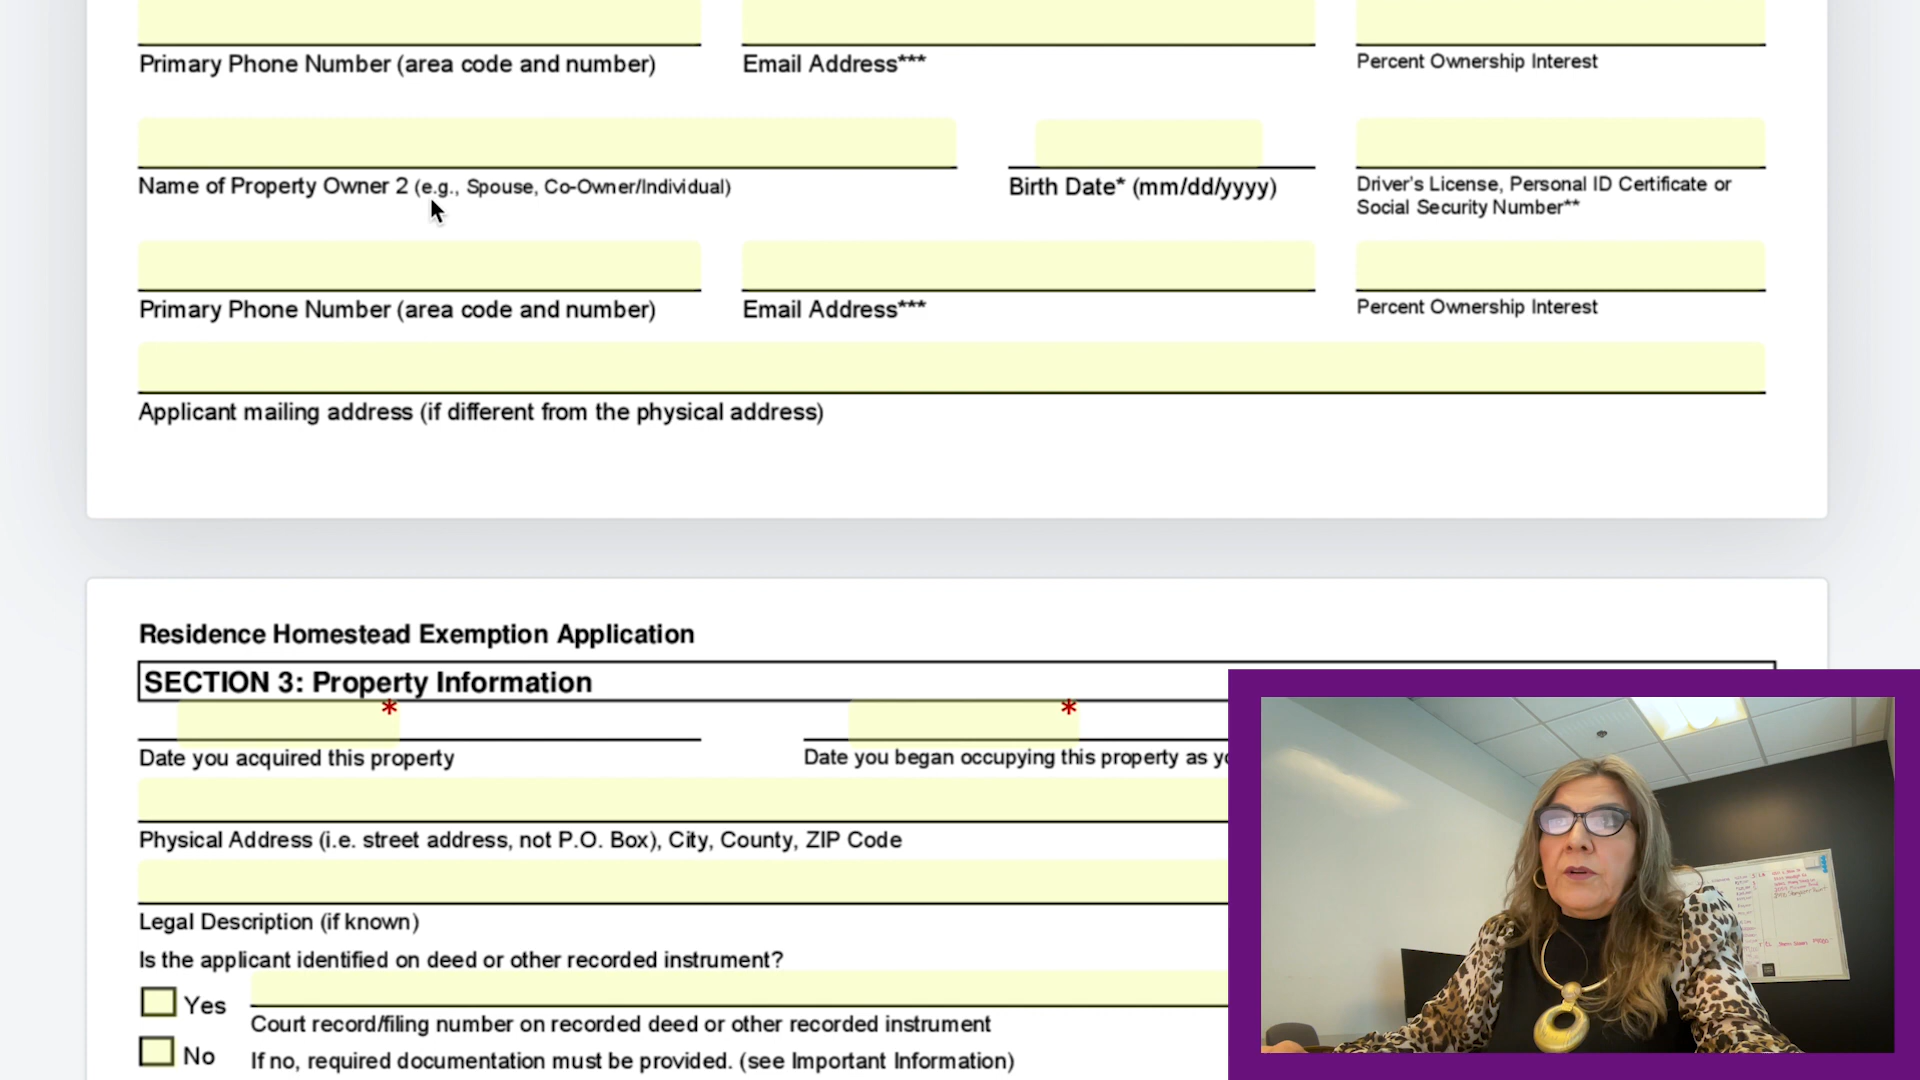 Primary Phone Number (area code and number) Email Address*** Percent Ownership Interest
Name of Property Owner 2 (e.g., Spouse, Co-Owner/Individual) Birth Date* (mm/dd/yyyy) Driver's License, Personal ID Certificate or
Social Security Number**
Primary Phone Number (area code and number) Email Address*** Percent Ownership Interest
Applicant mailing address (if different from the physical address)
Residence Homestead Exemption Application
SECTION 3: Property Information
* *
Date you acquired this property Date you began occupying this property as
Physical Address (i.e. street address, not P.O. Box), City, County, ZIP Code
Legal Description (if known)
Is the applicant identified on deed or other recorded instrument?
Yes
Court record/filing number on recorded deed or other recorded instrument
No If no, required documentation must be provided. (see Important Information)